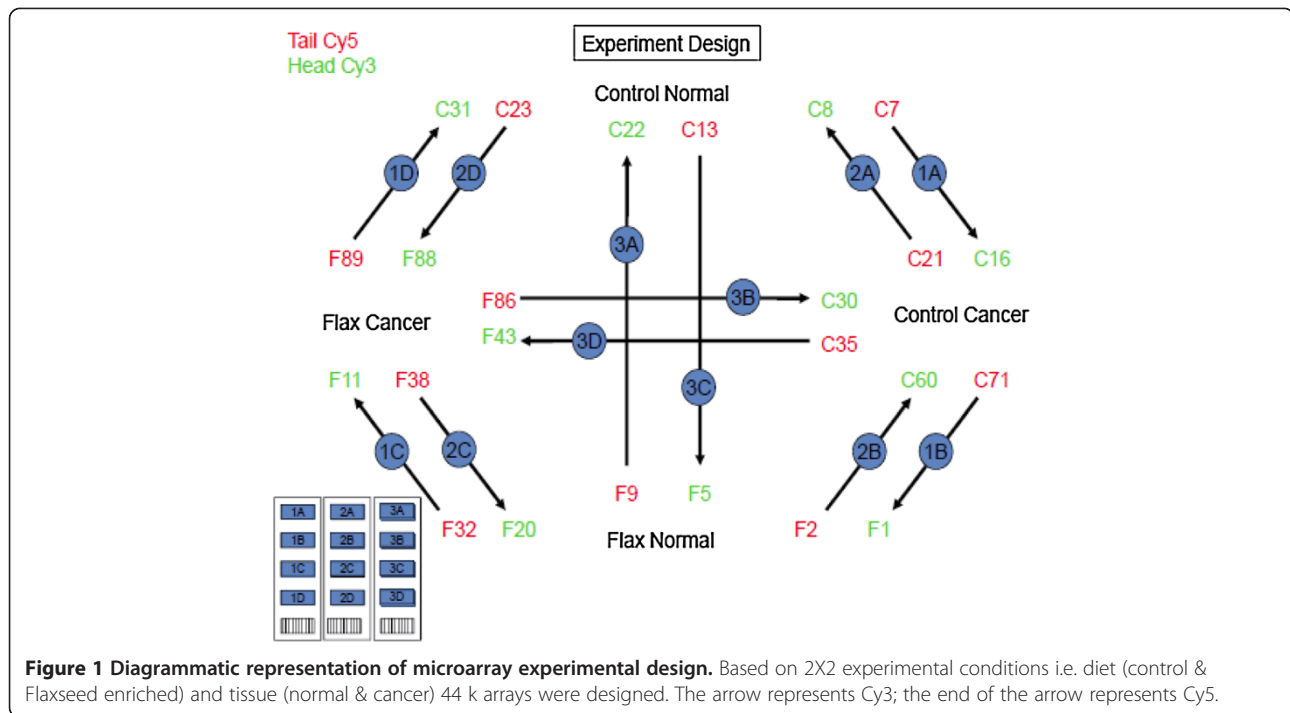 Tail Cy5
Head Cy3
Experiment Design
Control Normal
C31 C23
C22 C13
C8 C7
1D 2D
2A 1A
F89 F88
3A
C21 C16
F86
3B
C30
Flax Cancer
Control Cancer
F43
3D
C35
F11 F38
3C
C60 C71
1C 2C
2B 1B
F9 F5
F32 F20
F2 F1
Flax Normal
1A 2A 3A
1B 2B 3B
1C 2C 3C
1D 2D 3D
Figure 1 Diagrammatic representation of microarray experimental design. Based on 2X2 experimental conditions i.e. diet (control &
Flaxseed enriched) and tissue (normal & cancer) 44 k arrays were designed. The arrow represents Cy3; the end of the arrow represents Cy5.